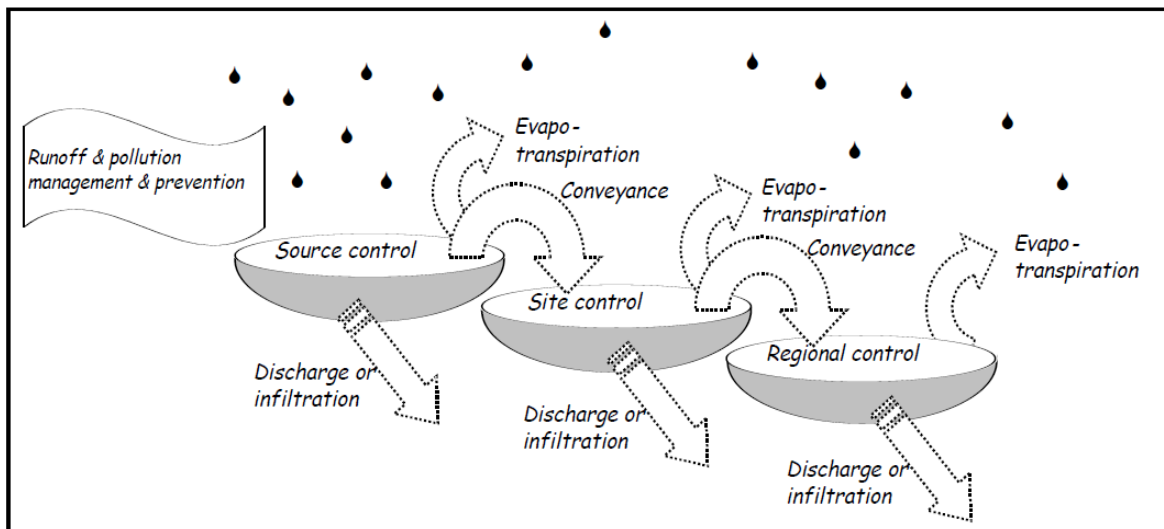 Runoff & pollution
management & prevention
Evapo-
transpiration
Conveyance
Source control
Discharge or
infiltration
Evapo-
transpiration
Conveyance
Site control
Discharge or
infiltration
Evapo-
transpiration
Regional control
Discharge or
infiltration